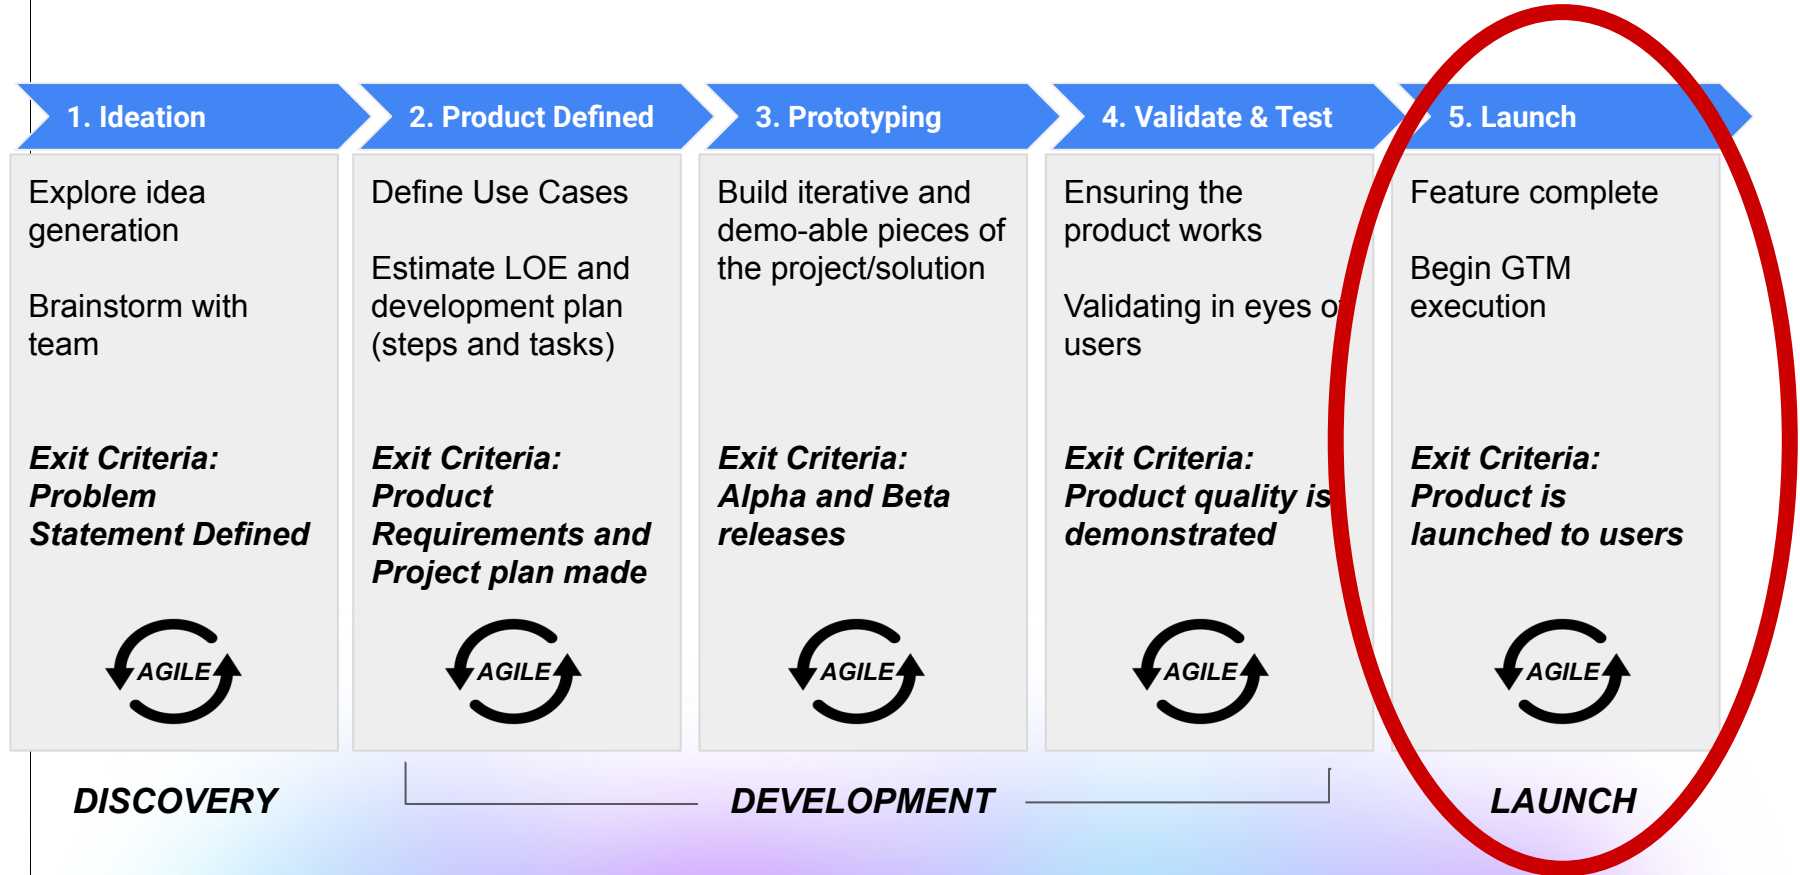 1. Ideation
Explore idea
generation
Brainstorm with
team
Exit Criteria:
Problem
Statement Defined
AGILE
2. Product Defined
Define Use Cases
Estimate LOE and
development plan
(steps and tasks)
Exit Criteria:
Product
Requirements and
Project plan made
AGILE
3. Prototyping
Build iterative and
demo-able pieces of
the project/solution
Exit Criteria:
Alpha and Beta
releases
AGILE
4. Validate & Test
Ensuring the
product works
Validating in eyes of
users
Exit Criteria:
Product quality is
demonstrated
AGILE
5. Launch
Feature complete
Begin GTM
execution
Exit Criteria:
Product is
launched to users
AGILE
DISCOVERY
DEVELOPMENT
LAUNCH